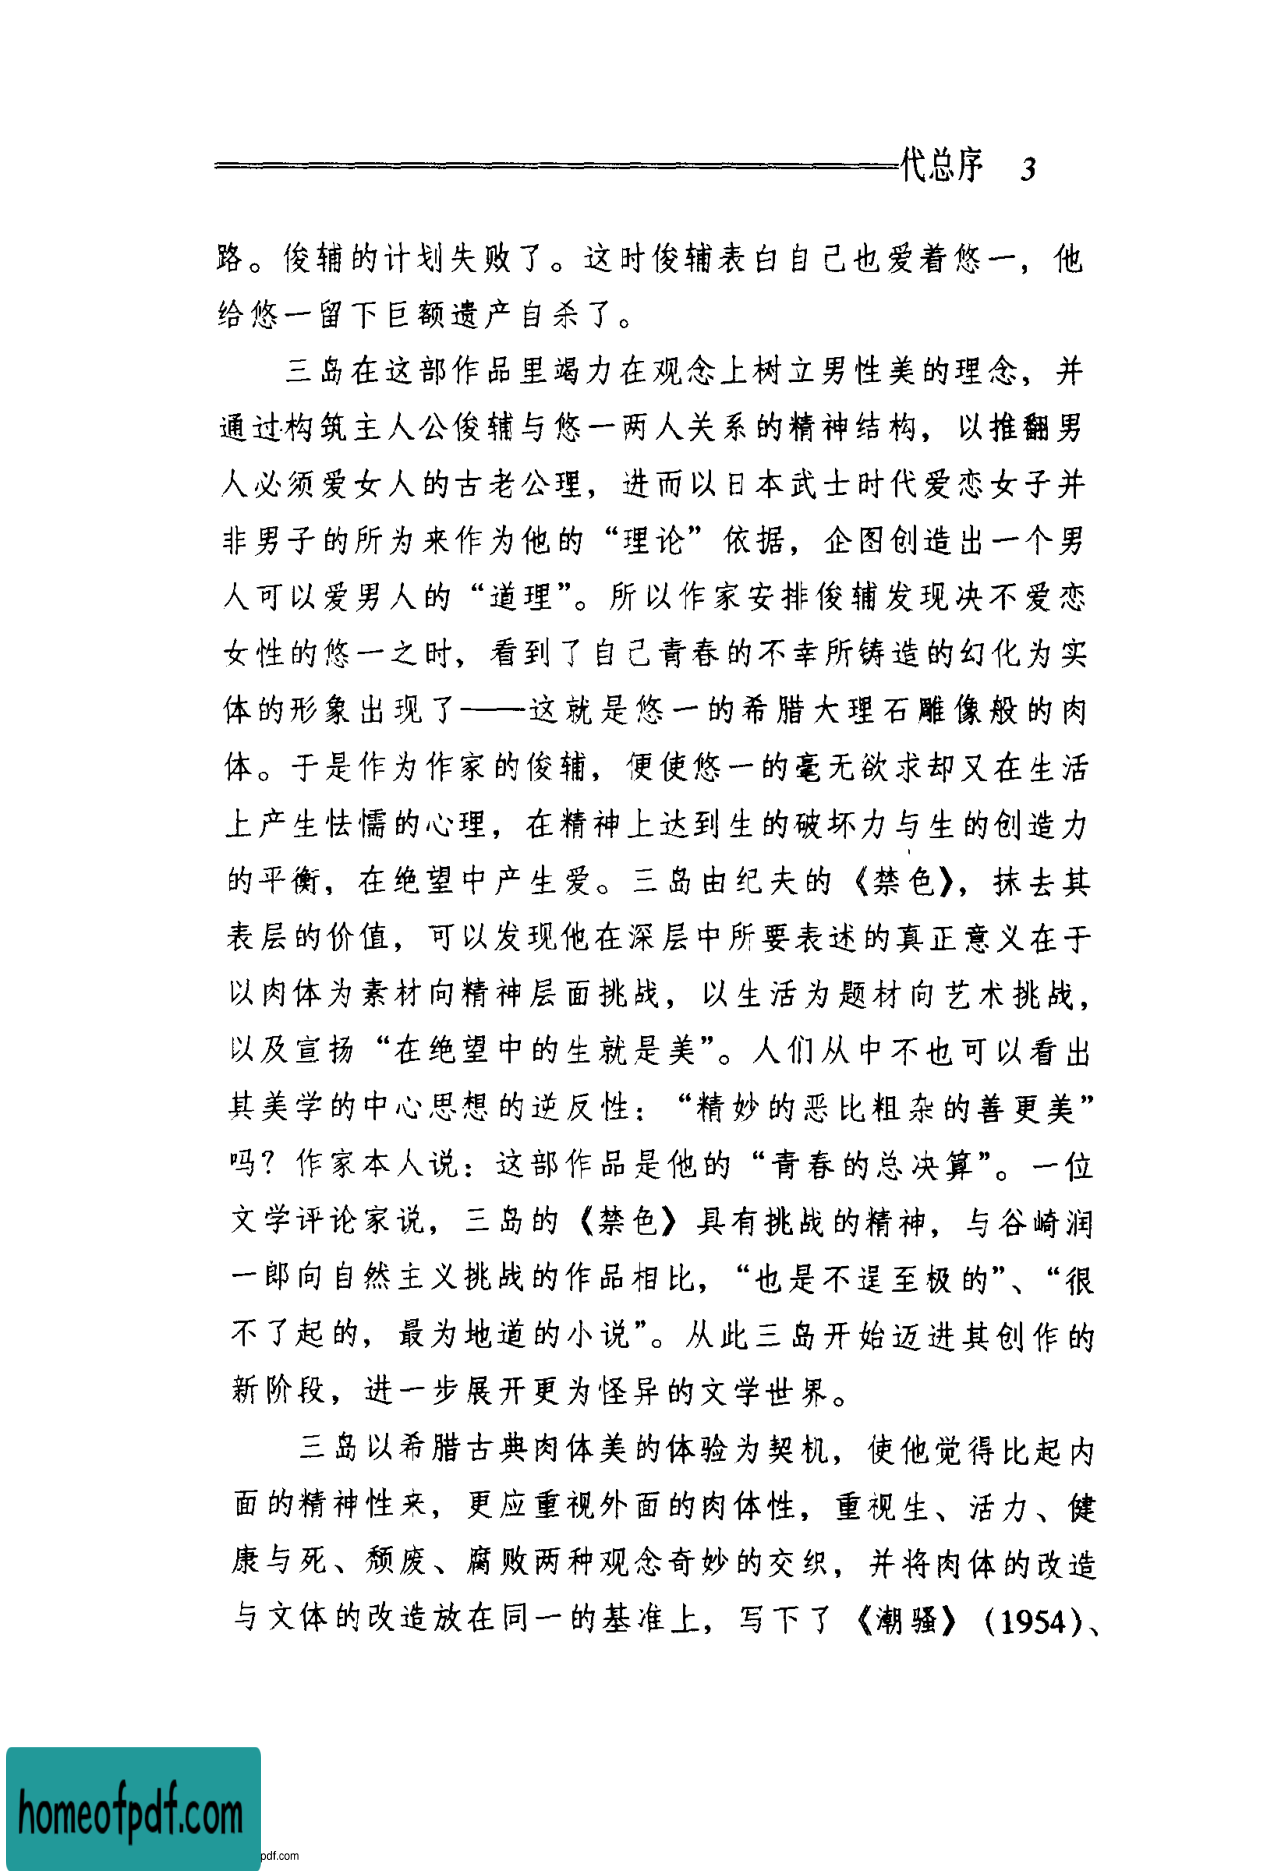 代总序 3
路。俊辅的计划失败了。这时俊辅表白自己也爱着悠一，他
给悠一留下巨额遗产自杀了。
三岛在这部作品里竭力在观念上树立男性美的理念，并
通过构筑主人公俊辅与悠一两人关系的精神结构，以推翻男
人必须爱女人的古老公理，进而以日本武士时代爱恋女子并
非男子的所为来作为他的“理论”依据，企图创造出一个男
人可以爱男人的“道理”。所以作家安排俊辅发现决不爱恋
女性的悠一之时，看到了自己青春的不幸所铸造的幻化为实
体的形象出现了——这就是悠一的希腊大理石雕像般的肉
体。于是作为作家的俊辅，便使悠一的毫无欲求却又在生活
上产生怯懦的心理，在精神上达到生的破坏力与生的创造力
的平衡，在绝望中产生爱。三岛由纪夫的《禁色》，抹去其
表层的价值，可以发现他在深层中所要表述的真正意义在于
以肉体为素材向精神层面挑战，以生活为题材向艺术挑战，
以及宣扬“在绝望中的生就是美”。人们从中不也可以看出
其美学的中心思想的逆反性：“精妙的恶比粗杂的善更美”
吗？作家本人说：这部作品是他的“青春的总决算”。一位
文学评论家说，三岛的《禁色》具有挑战的精神，与谷崎润
一郎向自然主义挑战的作品相比，“也是不逞至极的”、“很
不了起的，最为地道的小说”。从此三岛开始迈进其创作的
新阶段，进一步展开更为怪异的文学世界。
三岛以希腊古典肉体美的体验为契机，使他觉得比起内
面的精神性来，更应重视外面的肉体性，重视生、活力、健
康与死、颓废、腐败两种观念奇妙的交织，并将肉体的改造
与文体的改造放在同一的基准上，写下了《潮骚》（1954）、
homeofpdf.com
pdf.com